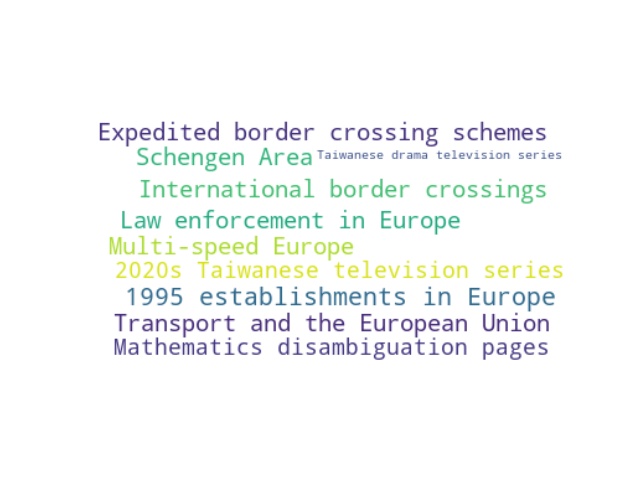 Expedited border crossing schemes
Schengen Area Taiwanese drama television series
International border crossings
Law enforcement in Europe
Multi-speed Europe
2020s Taiwanese television series
1995 establishments in Europe
Transport and the European Union
Mathematics disambiguation pages